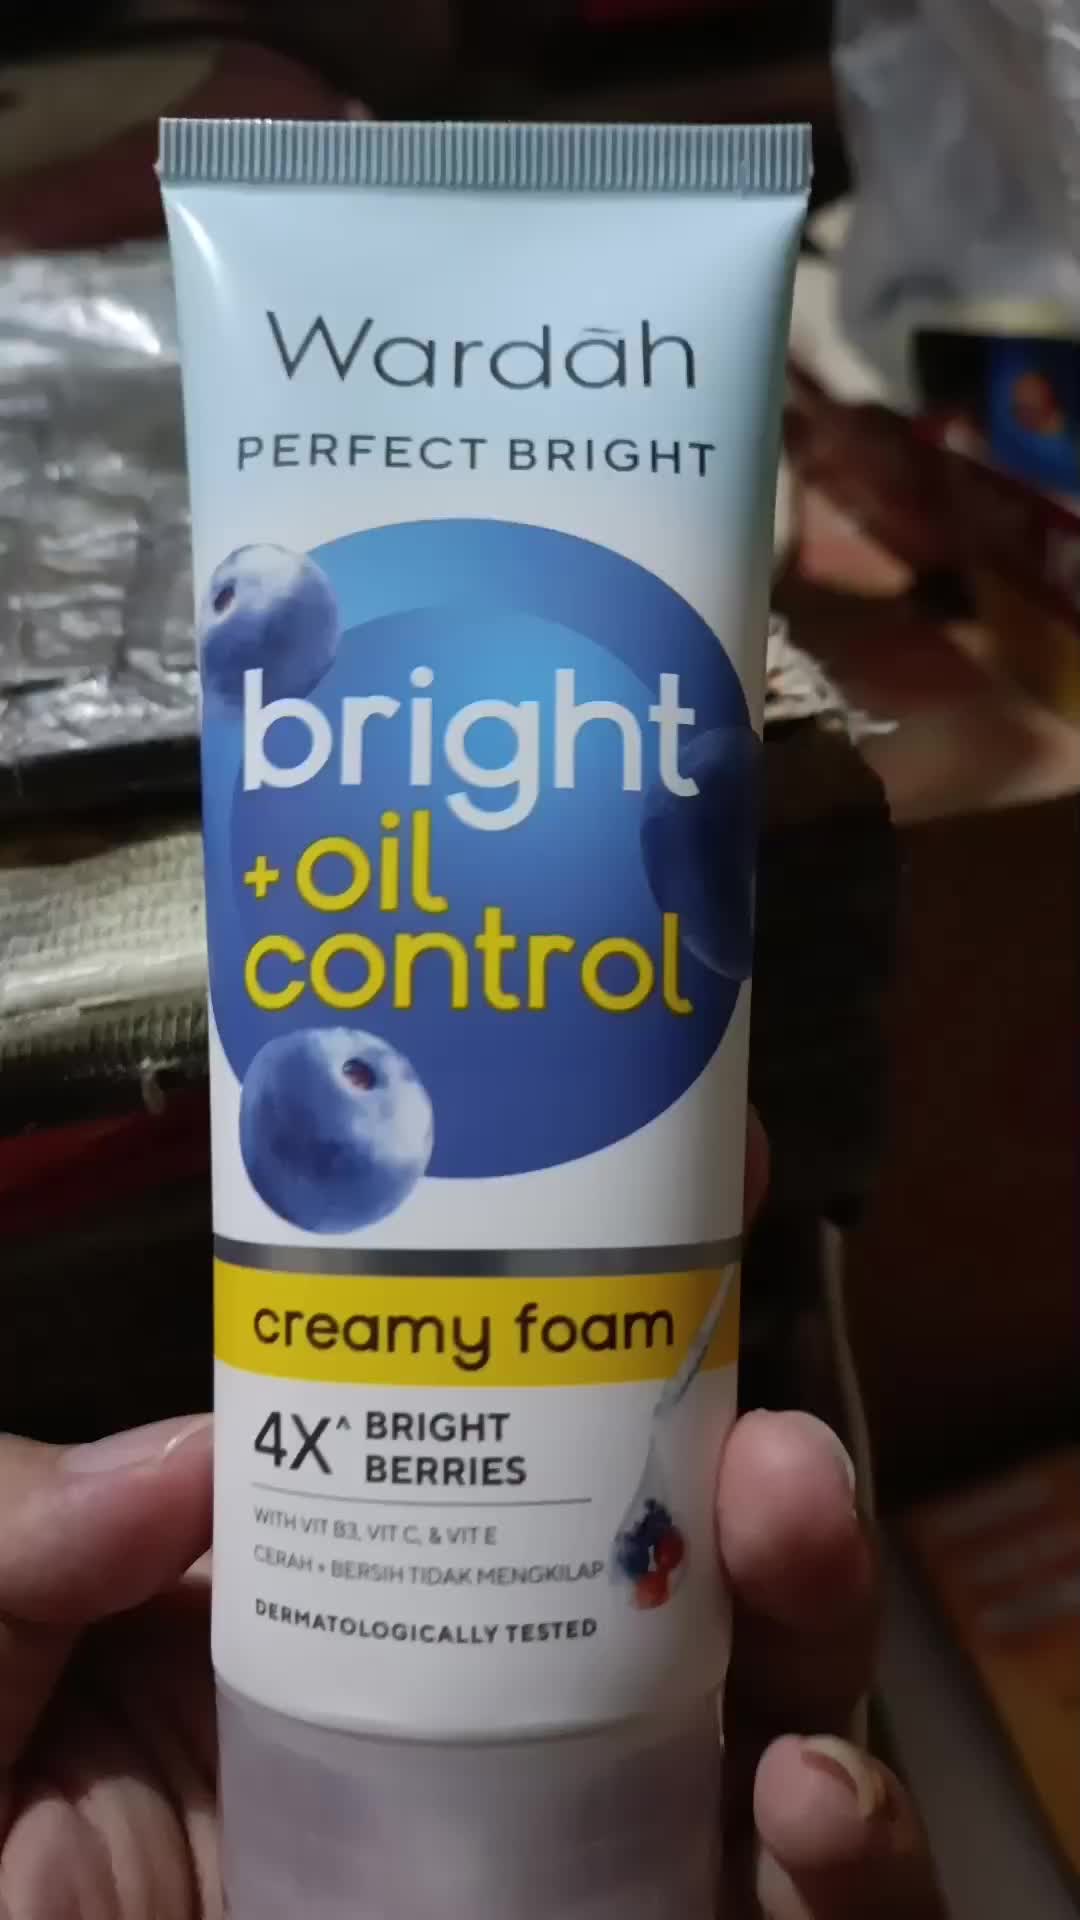 Wardāh
PERFECT BRIGHT
bright
+oil
control
creamy foam
4X^ BRIGHT
BERRIES
WITH VIT B3, VIT C, & VIT E
CERAH + BERSIH TIDAK MENGKILAP
DERMATOLOGICALLY TESTED